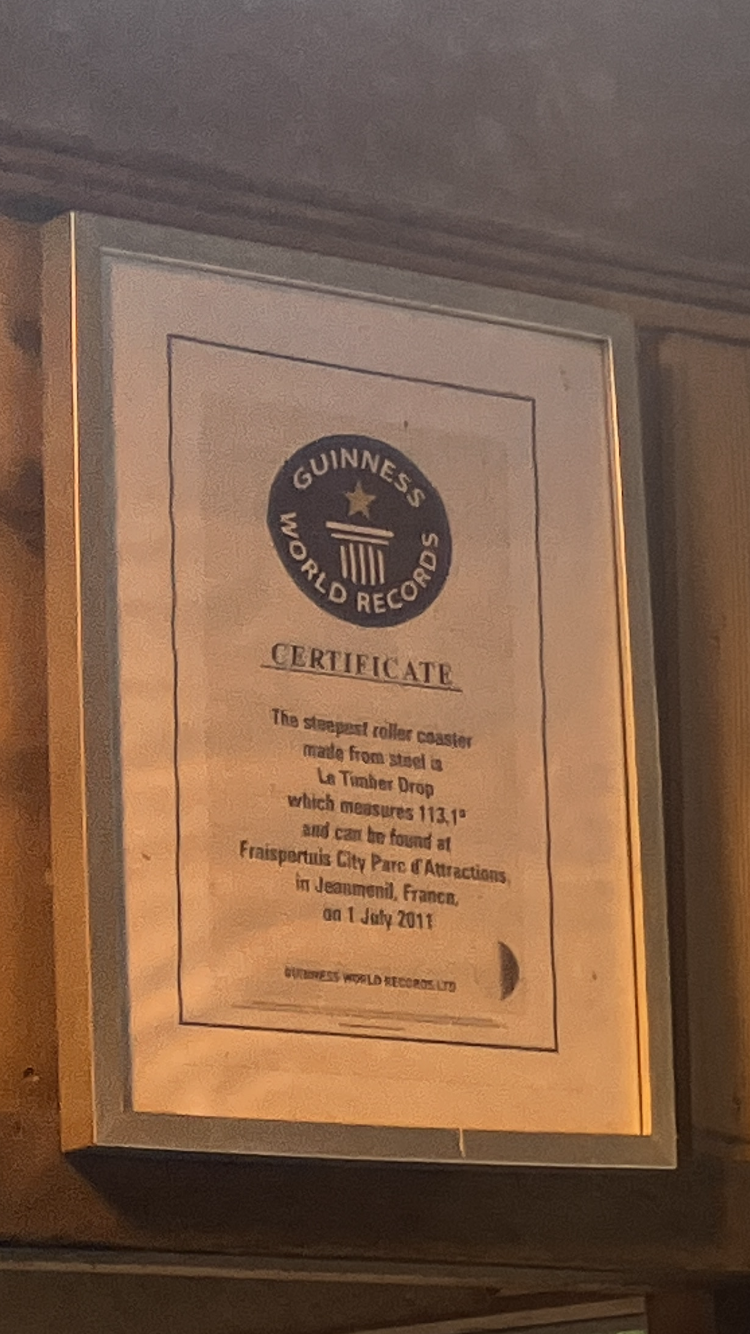 GUINNESS
WORLD RECORDS
CERTIFICATE
The steepest roller coaster
made from steel is
Le Timber Drop
which measures 113,1°
and can be found at
Fraispertuis City Parc d'Attractions,
in Jeanmenil, France,
on 1 July 2011
GUINNESS WORLD RECORDS LTD